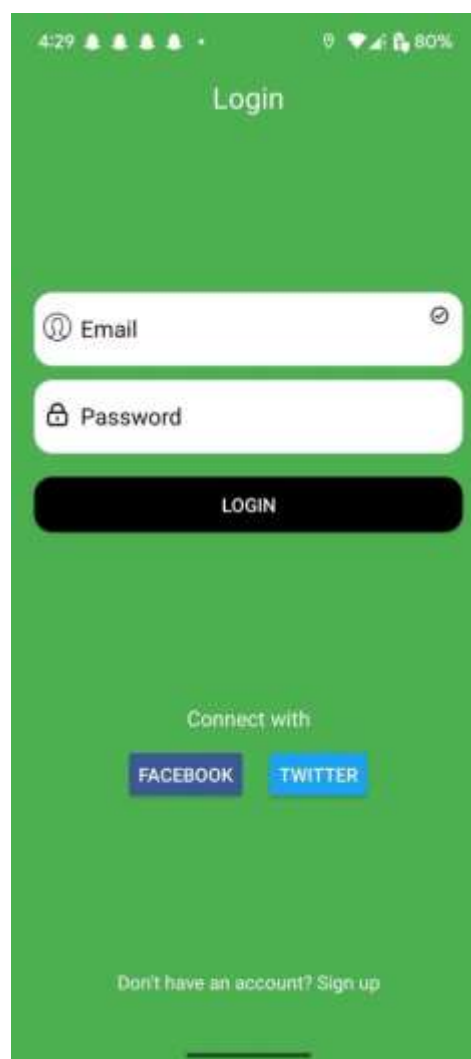 4:29 80%
Login
Email
Password
LOGIN
Connect with
FACEBOOK TWITTER
Don't have an account? Sign up